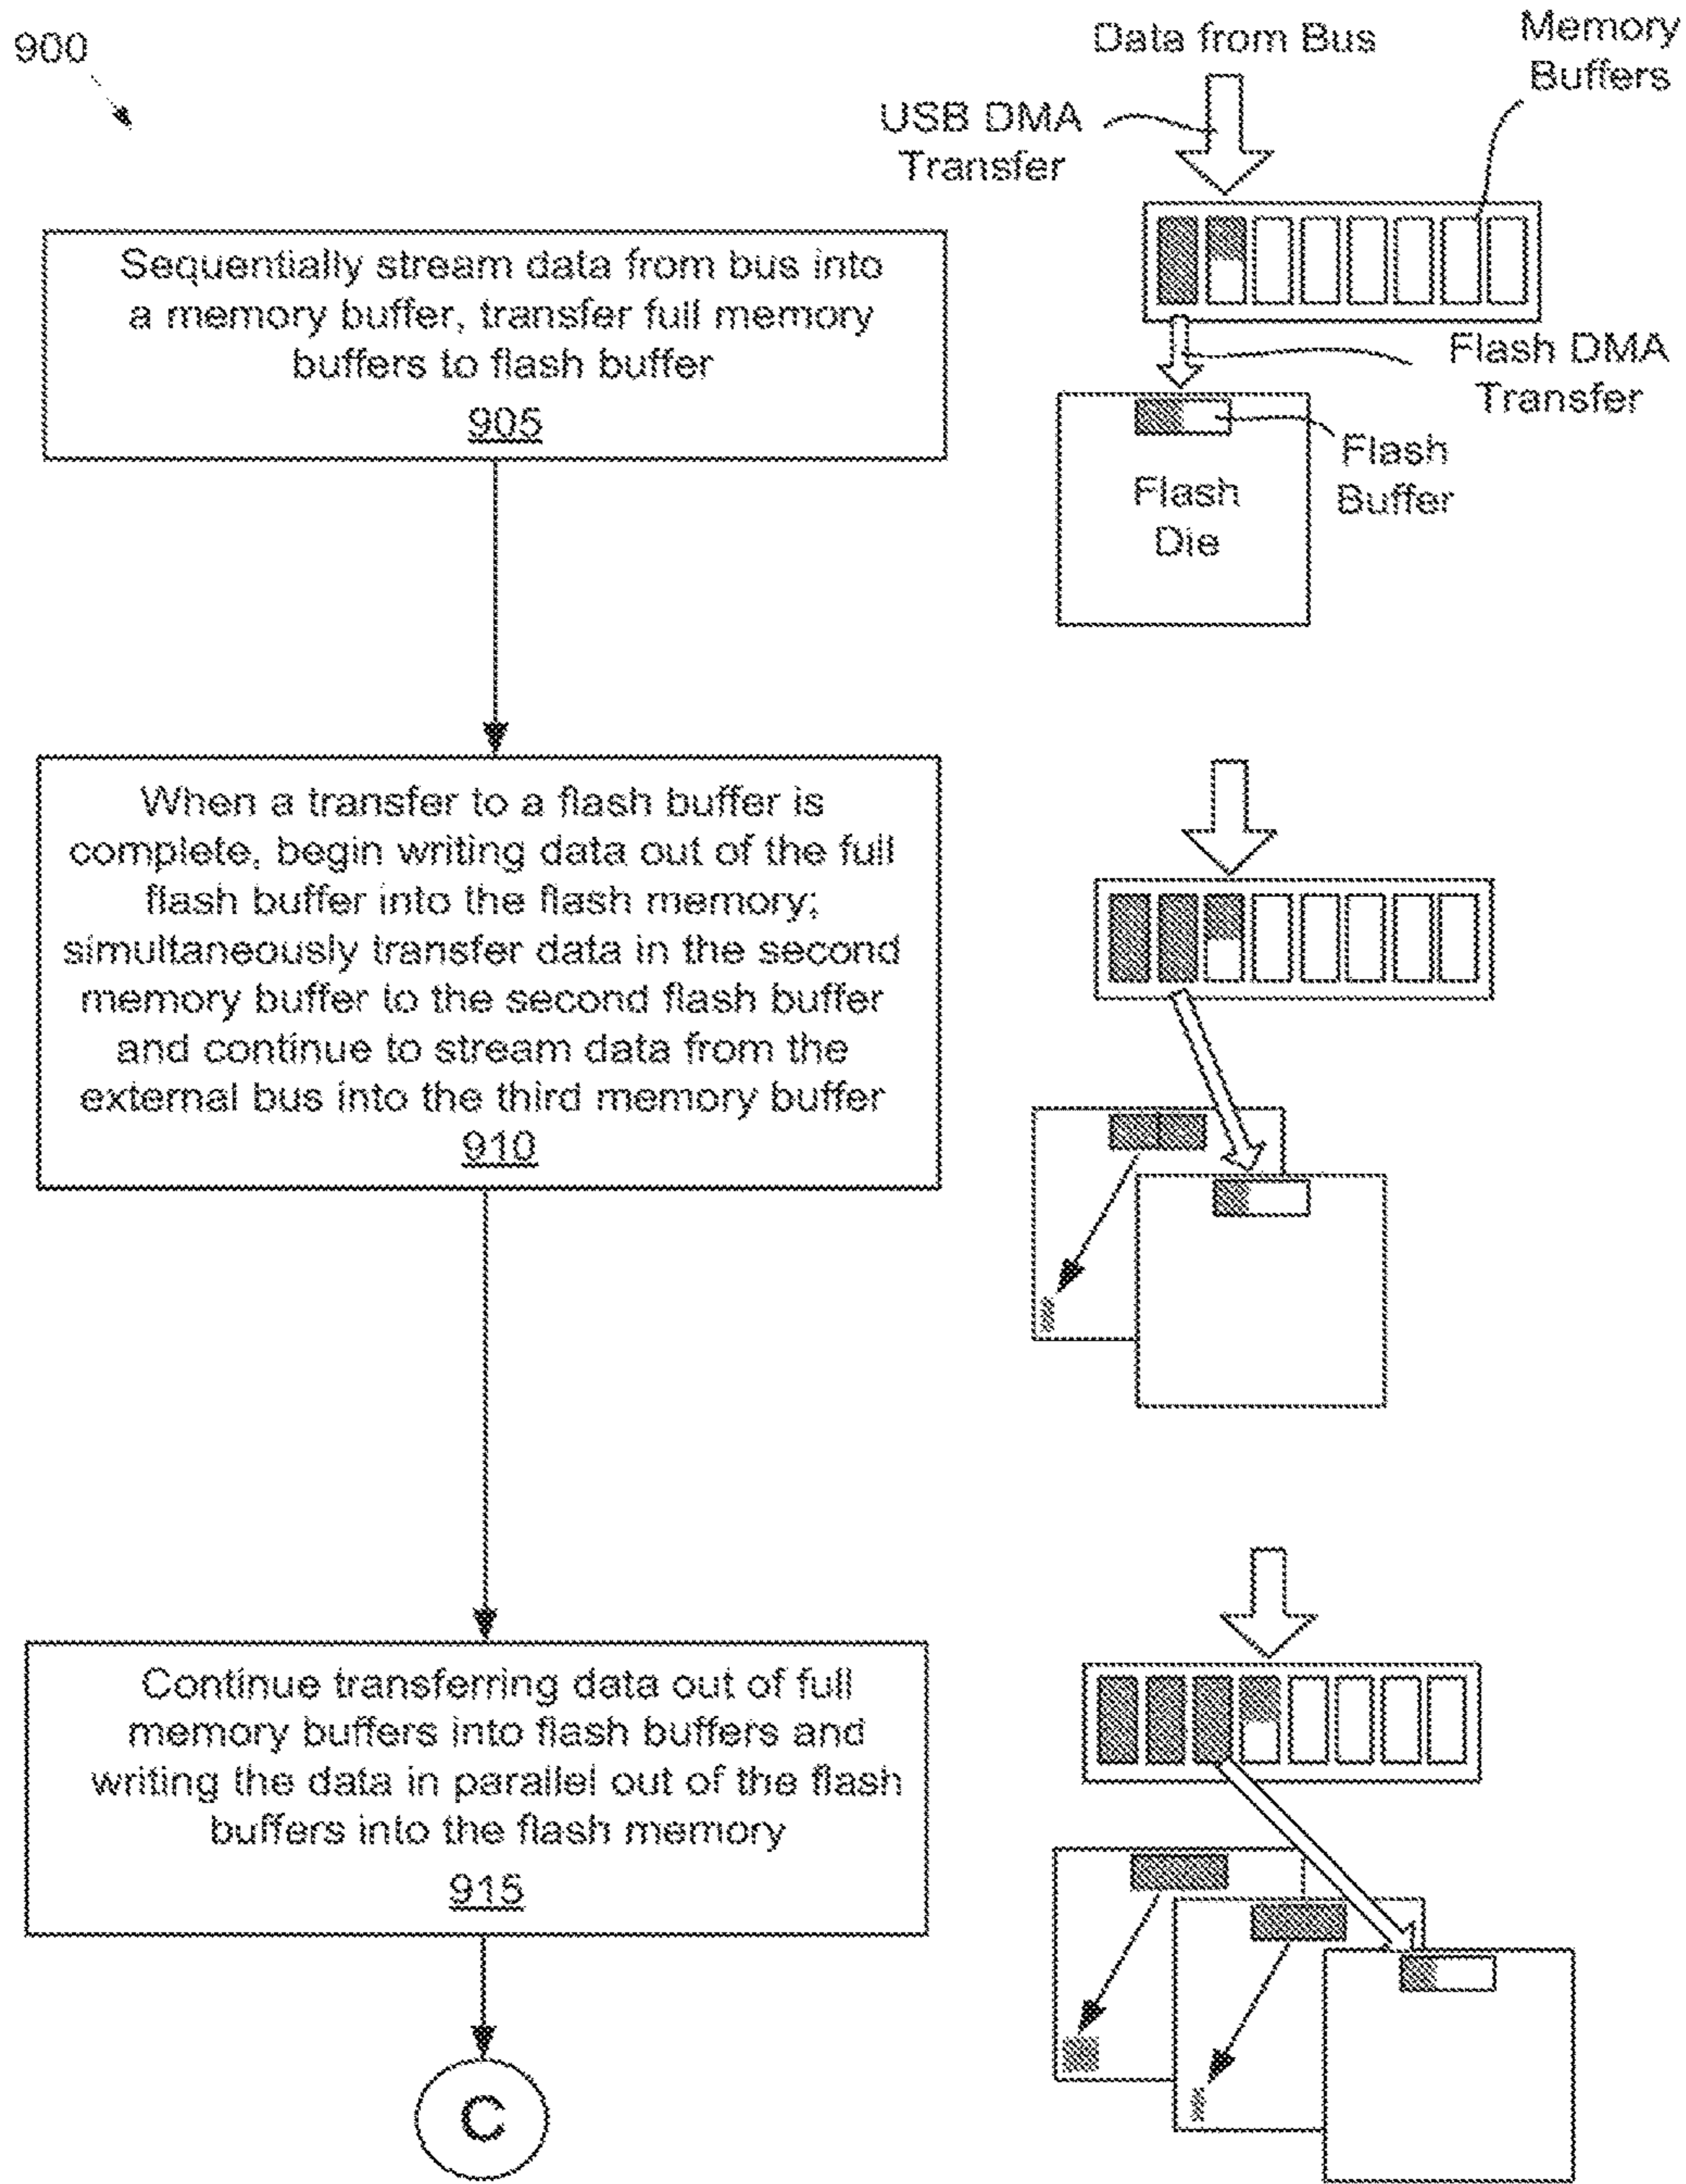 900
Data from Bus
Memory
Buffers
USB DMA
Transfer
Sequentially stream data from bus into
a memory buffer, transfer full memory
buffers to flash buffer
905
Flash DMA
Transfer
Flash
Buffer
Flash
Die
When a transfer to a flash buffer is
complete, begin writing data out of the full
flash buffer into the flash memory;
simultaneously transfer data in the second
memory buffer to the second flash buffer
and continue to stream data from the
external bus into the third memory buffer
910
Continue transferring data out of full
memory buffers into flash buffers and
writing the data in parallel out of the flash
buffers into the flash memory
915
C